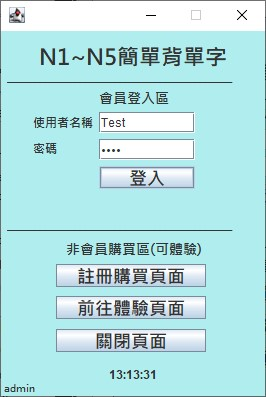 N1~N5簡單背單字
會員登入區
使用者名稱 Test
密碼 ••••
登入
非會員購買區(可體驗)
註冊購買頁面
前往體驗頁面
關閉頁面
13:13:31
admin